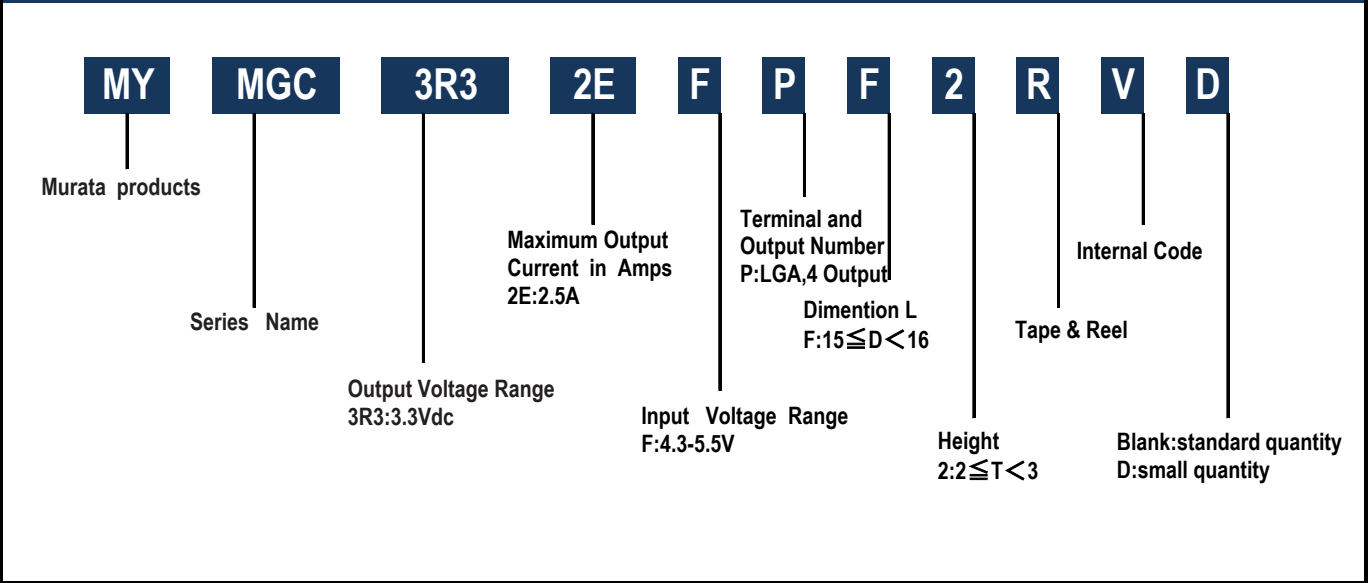 MY MGC 3R3 2E F P F 2 R V D
Murata products
Series Name
Output Voltage Range
3R3:3.3Vdc
Maximum Output
Current in Amps
2E:2.5A
Input Voltage Range
F:4.3-5.5V
Terminal and
Output Number
P:LGA,4 Output
Dimention L
F:15≦D<16
Height
2:2≦T<3
Tape & Reel
Internal Code
Blank:standard quantity
D:small quantity